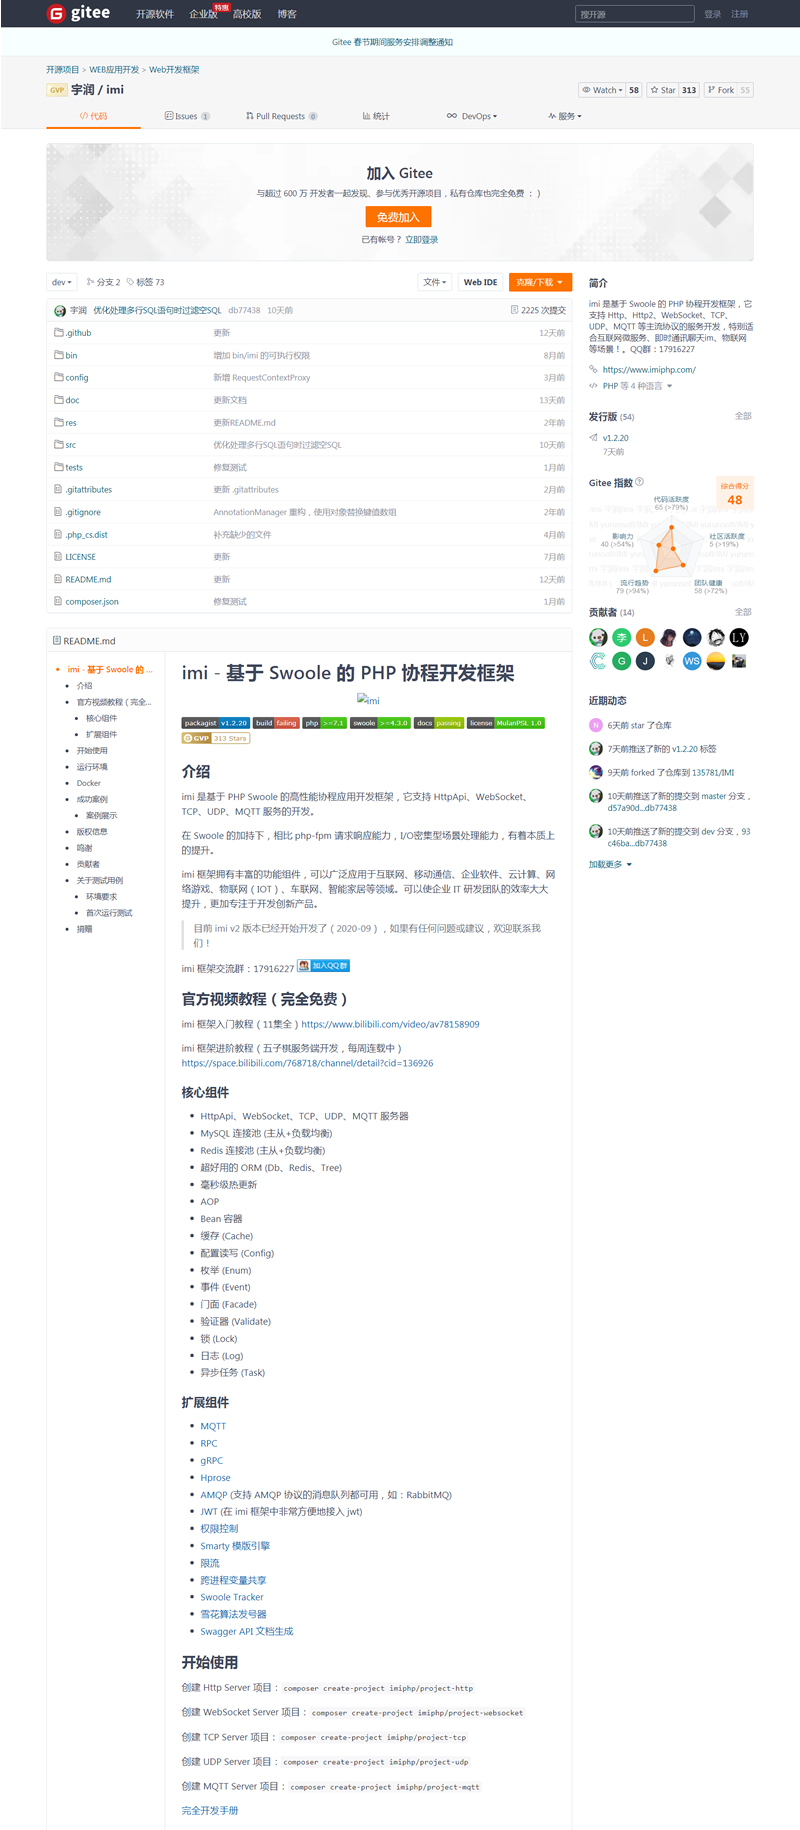 gitee 开源软件 企业版 特惠 高校版 博客 搜开源 登录 注册
Gitee 春节期间服务安排调整通知
开源项目 > WEB应用开发 > Web开发框架
GVP 宇润 / imi Watch 58 Star 313 Fork 55
代码 Issues 1 Pull Requests 0 统计 DevOps 服务
加入 Gitee
与超过 600 万 开发者一起发现、参与优秀开源项目，私有仓库也完全免费 ：）
免费加入
已有帐号？ 立即登录
dev 分支 2 标签 73 文件 Web IDE 克隆/下载
宇润 优化处理多行SQL语句时过滤空SQL db77438 10天前 2225 次提交
.github 更新 12天前
bin 增加 bin/imi 的可执行权限 8月前
config 新增 RequestContextProxy 3月前
doc 更新文档 13天前
res 更新README.md 2年前
src 优化处理多行SQL语句时过滤空SQL 10天前
tests 修复测试 1月前
.gitattributes 更新 .gitattributes 2月前
.gitignore AnnotationManager 重构，使用对象替换键值数组 2年前
.php_cs.dist 补充缺少的文件 4月前
LICENSE 更新 7月前
README.md 更新 12天前
composer.json 修复测试 1月前
简介
imi 是基于 Swoole 的 PHP 协程开发框架，它
支持 Http、Http2、WebSocket、TCP、
UDP、MQTT 等主流协议的服务开发，特别适
合互联网微服务、即时通讯聊天im、物联网
等场景！。QQ群：17916227
https://www.imiphp.com/
PHP 等 4 种语言
发行版 (54) 全部
v1.2.20
7天前
Gitee 指数
综合得分
48
代码活跃度
65 (>79%)
影响力
40 (>54%)
社区活跃度
5 (>19%)
流行趋势
79 (>94%)
团队健康
58 (>72%)
贡献者 (14) 全部
李 L LY
G J WS
近期动态
N 6天前 star 了仓库
7天前推送了新的 v1.2.20 标签
9天前 forked 了仓库到 135781/IMI
10天前推送了新的提交到 master 分支，
d57a90d...db77438
10天前推送了新的提交到 dev 分支，93
c46ba...db77438
加载更多
README.md
imi - 基于 Swoole 的 ...
介绍
官方视频教程（完全...
核心组件
扩展组件
开始使用
运行环境
Docker
成功案例
案例展示
版权信息
鸣谢
贡献者
关于测试用例
环境要求
首次运行测试
捐赠
imi - 基于 Swoole 的 PHP 协程开发框架
imi
packagist v1.2.20 build failing php >=7.1 swoole >=4.3.0 docs passing license MulanPSL 1.0
GVP 313 Stars
介绍
imi 是基于 PHP Swoole 的高性能协程应用开发框架，它支持 HttpApi、WebSocket、
TCP、UDP、MQTT 服务的开发。
在 Swoole 的加持下，相比 php-fpm 请求响应能力，I/O密集型场景处理能力，有着本质上
的提升。
imi 框架拥有丰富的功能组件，可以广泛应用于互联网、移动通信、企业软件、云计算、网
络游戏、物联网（IOT）、车联网、智能家居等领域。可以使企业 IT 研发团队的效率大大
提升，更加专注于开发创新产品。
目前 imi v2 版本已经开始开发了（2020-09），如果有任何问题或建议，欢迎联系我
们！
imi 框架交流群：17916227 加入QQ群
官方视频教程（完全免费）
imi 框架入门教程（11集全）https://www.bilibili.com/video/av78158909
imi 框架进阶教程（五子棋服务端开发，每周连载中）
https://space.bilibili.com/768718/channel/detail?cid=136926
核心组件
HttpApi、WebSocket、TCP、UDP、MQTT 服务器
MySQL 连接池 (主从+负载均衡)
Redis 连接池 (主从+负载均衡)
超好用的 ORM (Db、Redis、Tree)
毫秒级热更新
AOP
Bean 容器
缓存 (Cache)
配置读写 (Config)
枚举 (Enum)
事件 (Event)
门面 (Facade)
验证器 (Validate)
锁 (Lock)
日志 (Log)
异步任务 (Task)
扩展组件
MQTT
RPC
gRPC
Hprose
AMQP (支持 AMQP 协议的消息队列都可用，如：RabbitMQ)
JWT (在 imi 框架中非常方便地接入 jwt)
权限控制
Smarty 模版引擎
限流
跨进程变量共享
Swoole Tracker
雪花算法发号器
Swagger API 文档生成
开始使用
创建 Http Server 项目： composer create-project imiphp/project-http
创建 WebSocket Server 项目： composer create-project imiphp/project-websocket
创建 TCP Server 项目： composer create-project imiphp/project-tcp
创建 UDP Server 项目： composer create-project imiphp/project-udp
创建 MQTT Server 项目： composer create-project imiphp/project-mqtt
完全开发手册